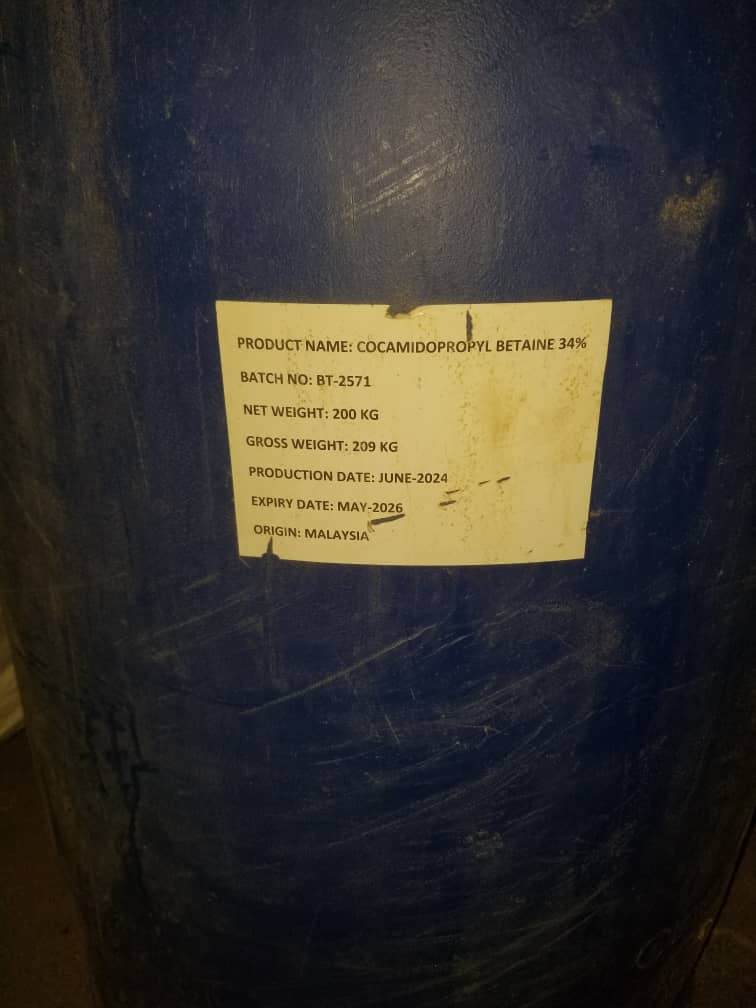 PRODUCT NAME: COCAMIDOPROPYL BETAINE 34%
BATCH NO: BT-2571
NET WEIGHT: 200 KG
GROSS WEIGHT: 209 KG
PRODUCTION DATE: JUNE-2024
EXPIRY DATE: MAY-2026
ORIGIN: MALAYSIA